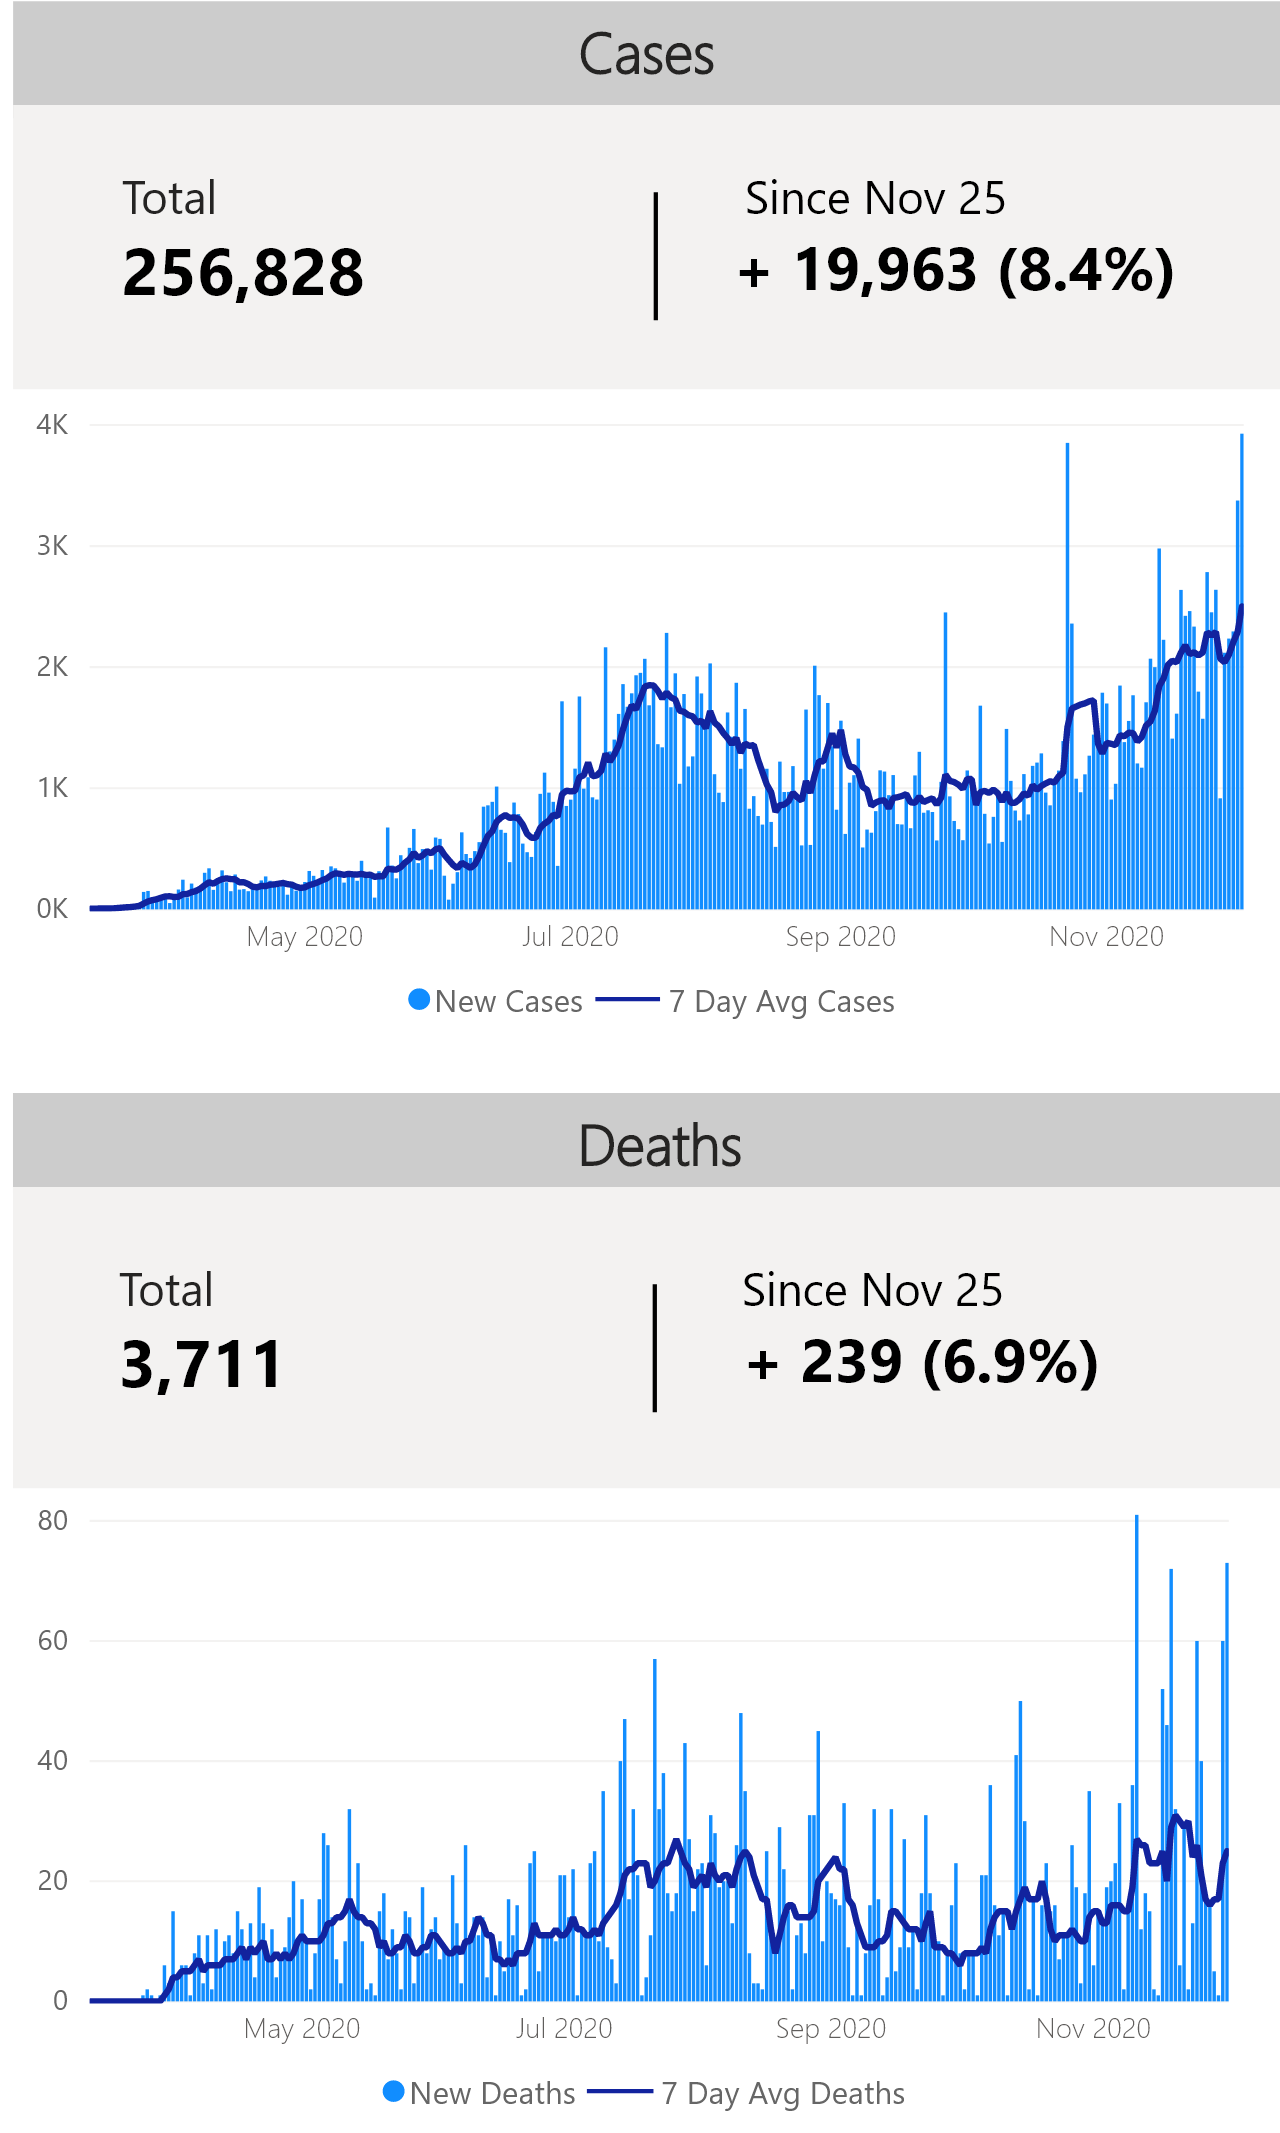 Cases
Total
Since Nov 25
256,828
+ 19,963 (8.4%)
4K
3K
2K
1K
0K
May 2020
Jul 2020
Sep 2020
Nov 2020
New Cases
7 Day Avg Cases
Deaths
Total
Since Nov 25
3,711
+ 239 (6.9%)
80
60
40
20
0
May 2020
Jul 2020
Sep 2020
Nov 2020
New Deaths
7 Day Avg Deaths